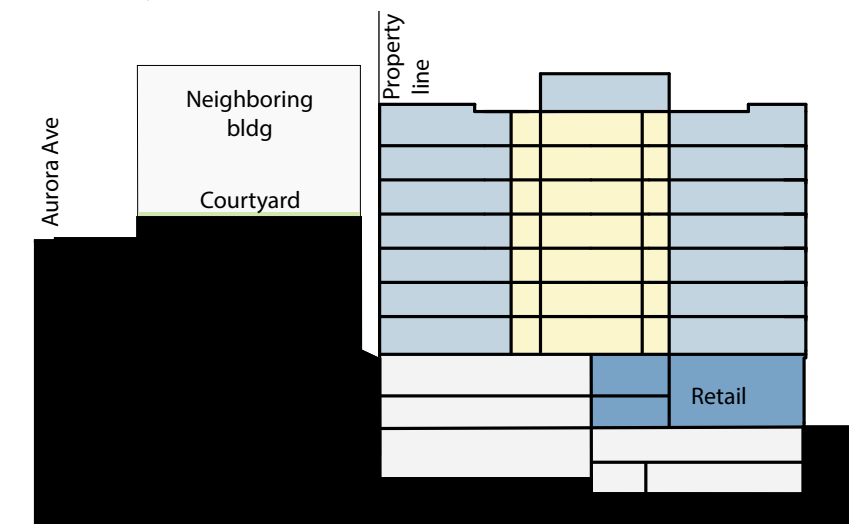 Aurora Ave
Neighboring
bldg
Courtyard
Property
line
Retail